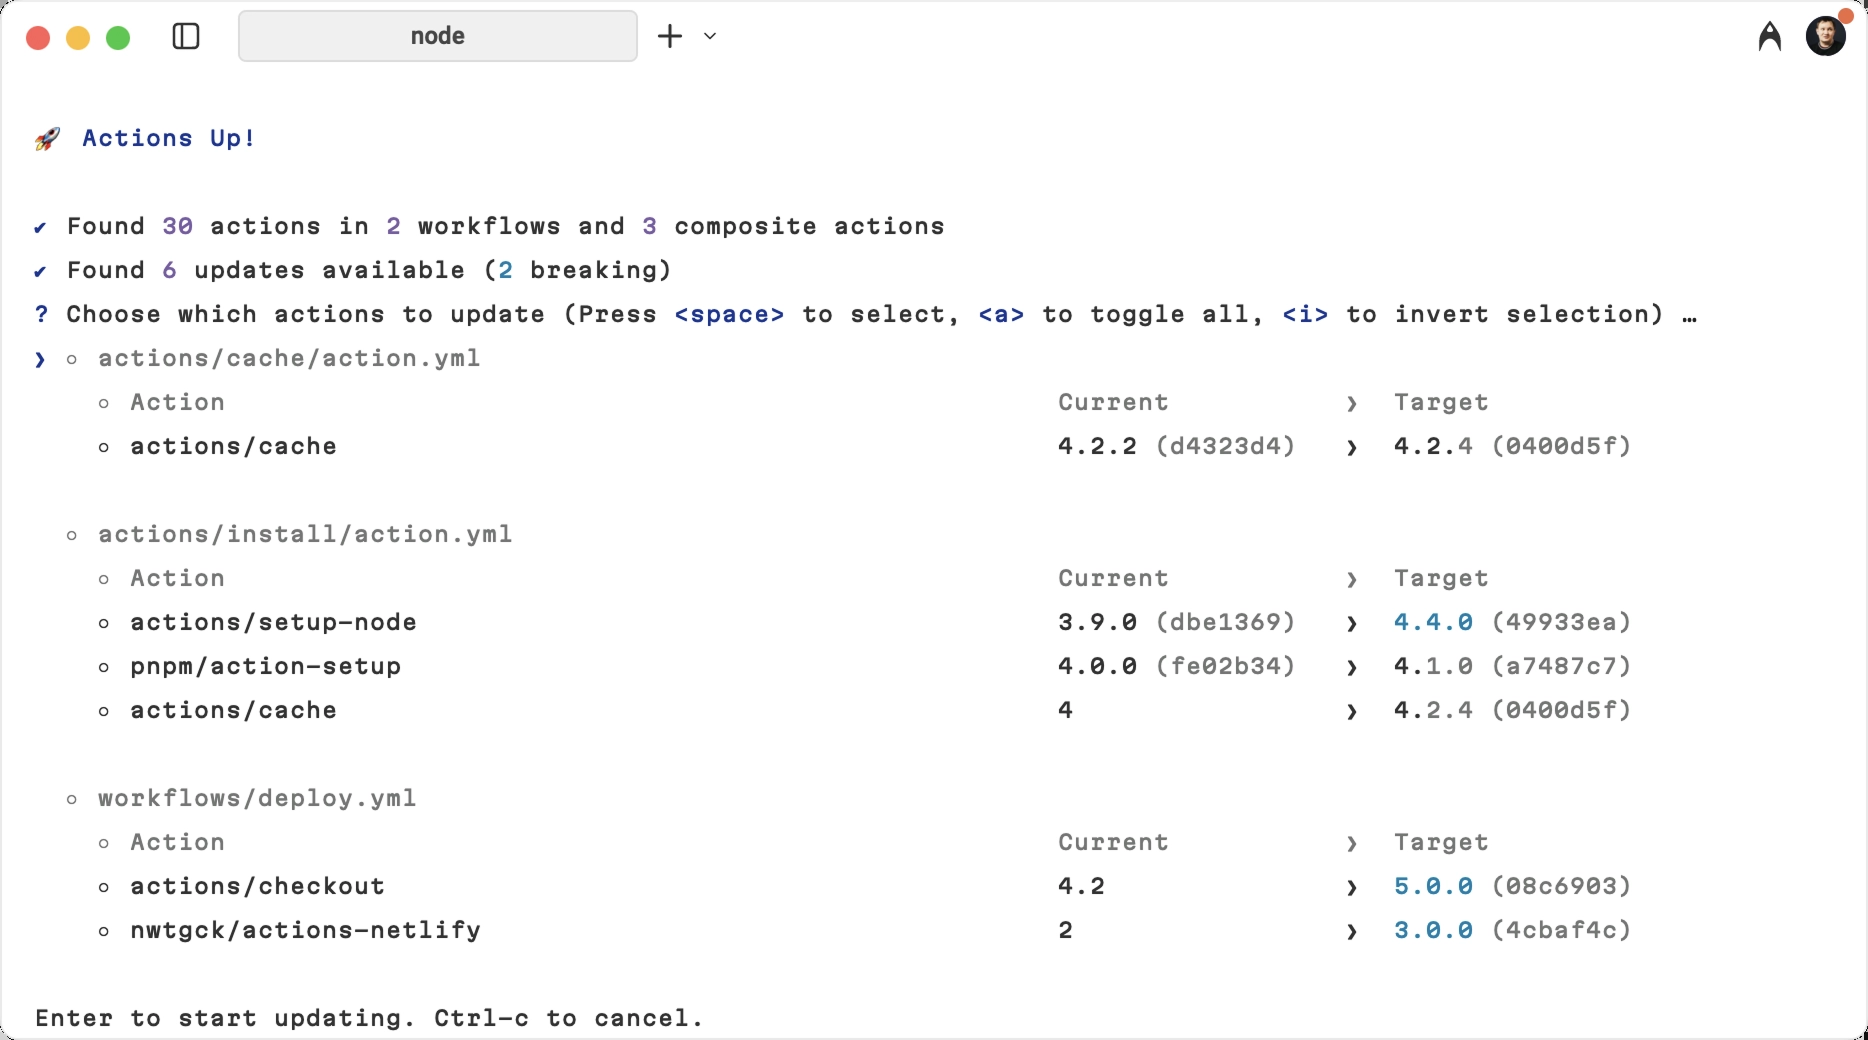 node
🚀 Actions Up!
✔ Found 30 actions in 2 workflows and 3 composite actions
✔ Found 6 updates available (2 breaking)
? Choose which actions to update (Press <space> to select, <a> to toggle all, <i> to invert selection) …
❯ ○ actions/cache/action.yml
○ Action Current ❯ Target
○ actions/cache 4.2.2 (d4323d4) ❯ 4.2.4 (0400d5f)
○ actions/install/action.yml
○ Action Current ❯ Target
○ actions/setup-node 3.9.0 (dbe1369) ❯ 4.4.0 (49933ea)
○ pnpm/action-setup 4.0.0 (fe02b34) ❯ 4.1.0 (a7487c7)
○ actions/cache 4 ❯ 4.2.4 (0400d5f)
○ workflows/deploy.yml
○ Action Current ❯ Target
○ actions/checkout 4.2 ❯ 5.0.0 (08c6903)
○ nwtgck/actions-netlify 2 ❯ 3.0.0 (4cbaf4c)
Enter to start updating. Ctrl-c to cancel.